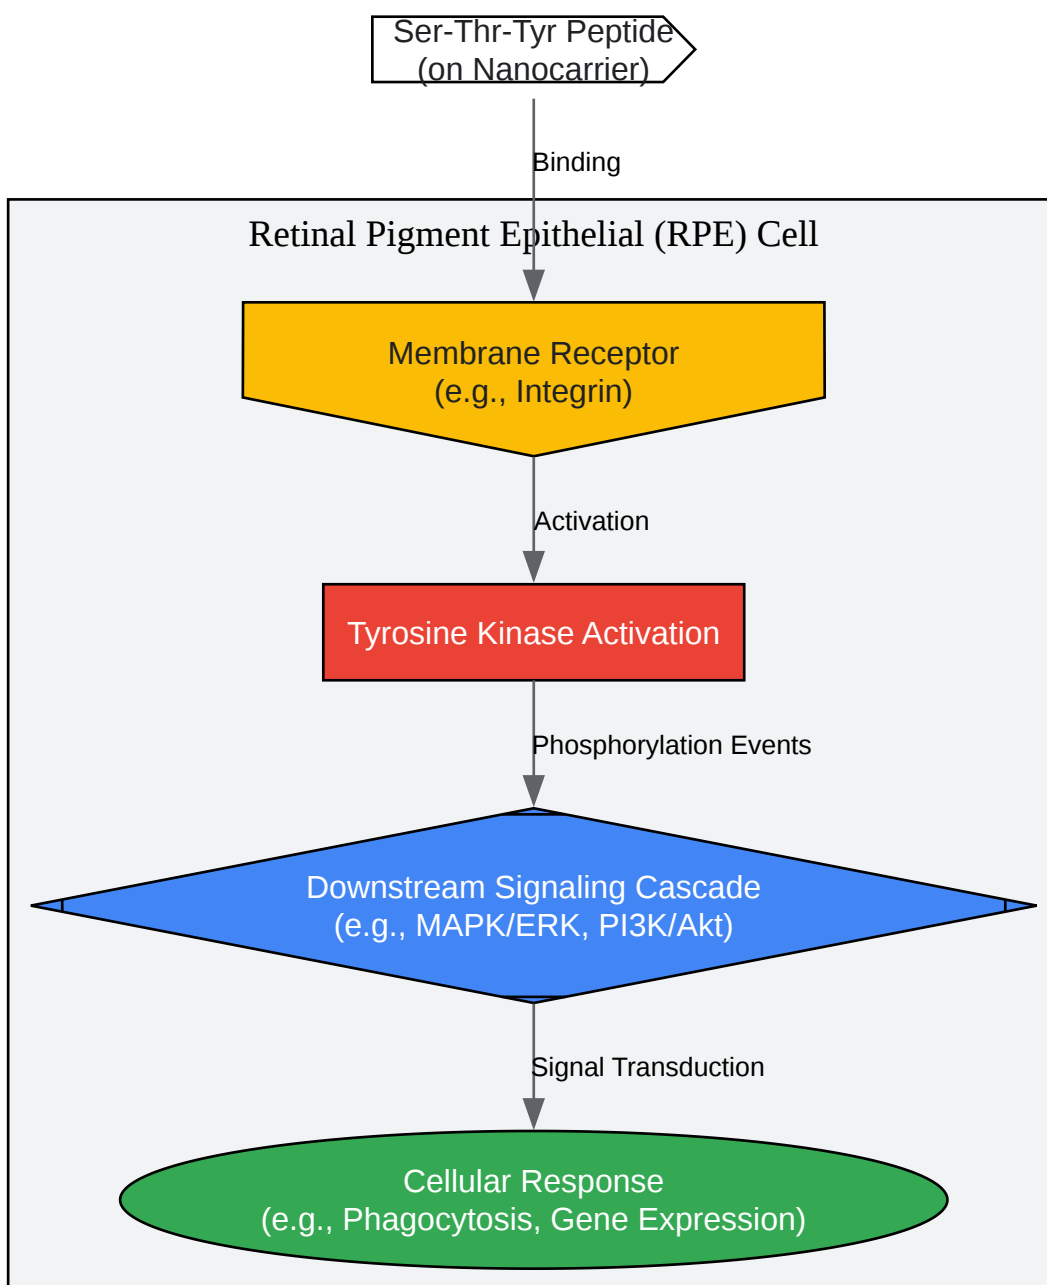 Ser-Thr-Tyr Peptide
(on Nanocarrier)
Binding
Retinal Pigment Epithelial (RPE) Cell
Membrane Receptor
(e.g., Integrin)
Activation
Tyrosine Kinase Activation
Phosphorylation Events
Downstream Signaling Cascade
(e.g., MAPK/ERK, PI3K/Akt)
Signal Transduction
Cellular Response
(e.g., Phagocytosis, Gene Expression)